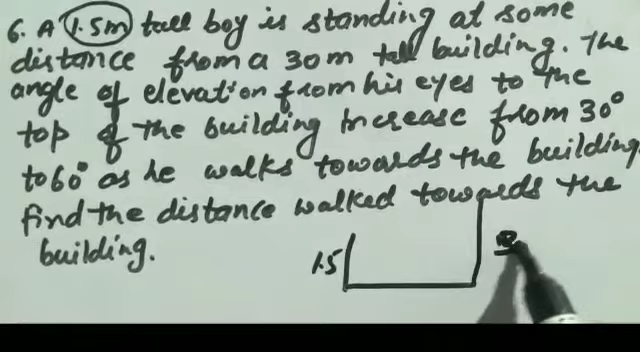 6. A 1.5m tall boy is standing at some
distance from a 30m tall building. The
angle of elevation from his eyes to the
top of the building increase from 30°
to 60° as he walks towards the building
find the distance walked towards the
building.
1.5